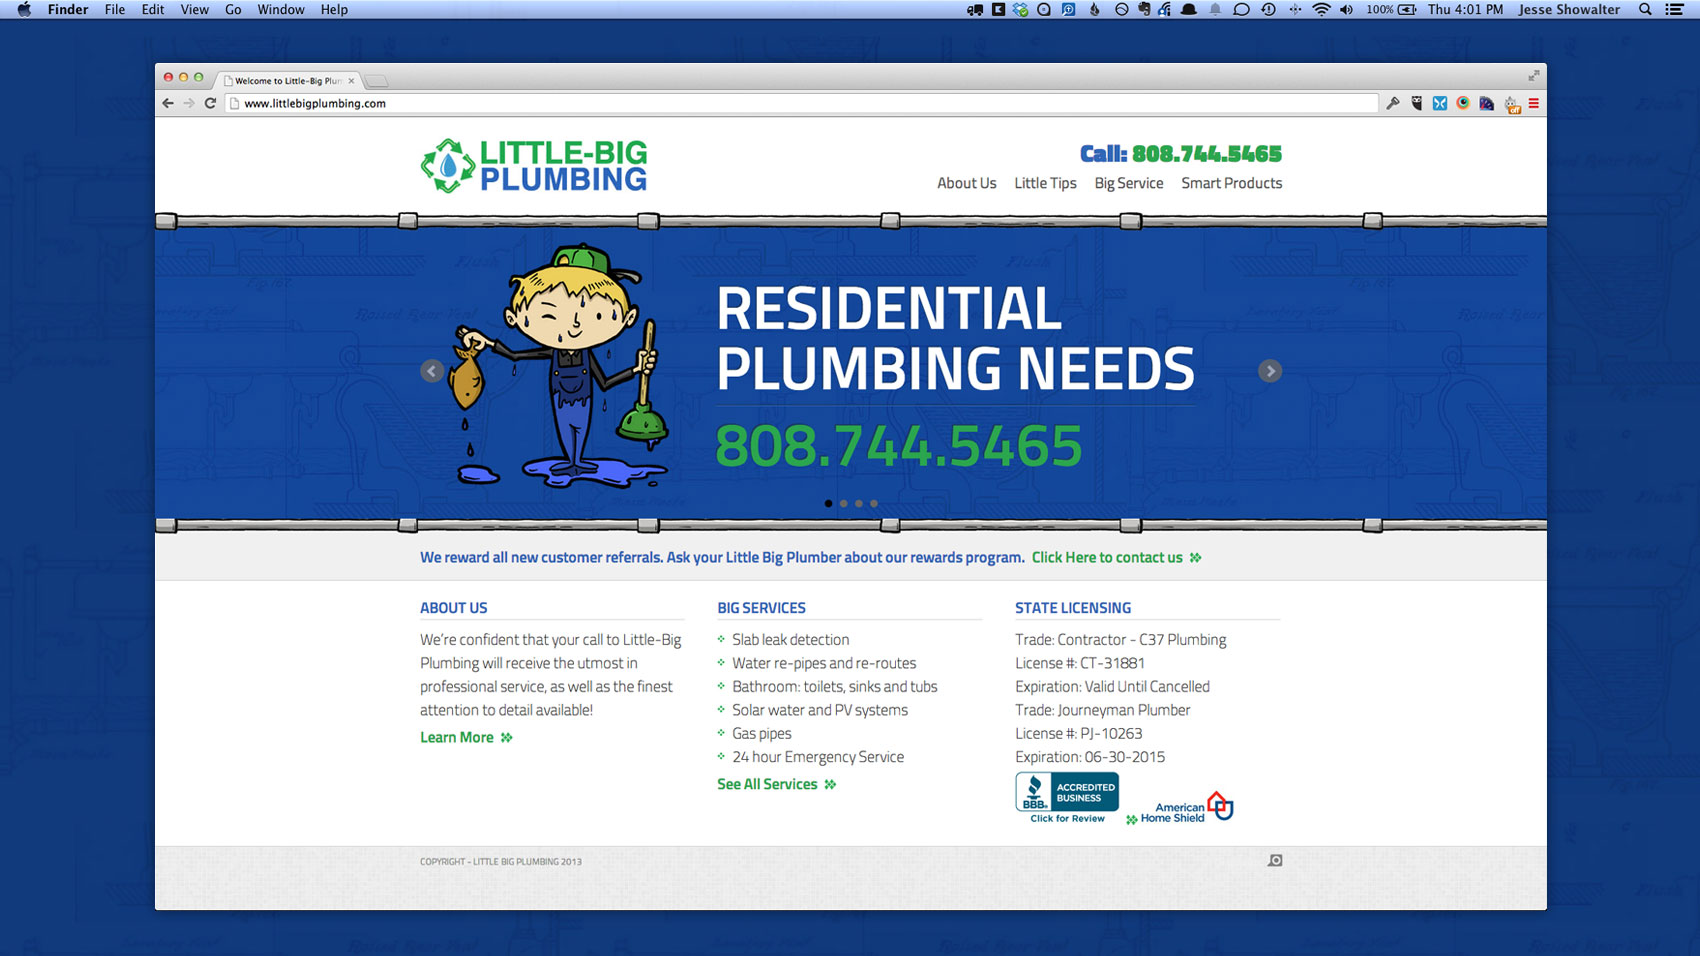 Finder File Edit View Go Window Help 100% Thu 4:01 PM Jesse Showalter
Welcome to Little-Big Plum
www.littlebigplumbing.com
off
LITTLE-BIG
PLUMBING
Call: 808.744.5465
About Us Little Tips Big Service Smart Products
RESIDENTIAL
PLUMBING NEEDS
808.744.5465
We reward all new customer referrals. Ask your Little Big Plumber about our rewards program. Click Here to contact us
ABOUT US
We're confident that your call to Little-Big
Plumbing will receive the utmost in
professional service, as well as the finest
attention to detail available!
Learn More
BIG SERVICES
Slab leak detection
Water re-pipes and re-routes
Bathroom: toilets, sinks and tubs
Solar water and PV systems
Gas pipes
24 hour Emergency Service
See All Services
STATE LICENSING
Trade: Contractor - C37 Plumbing
License #: CT-31881
Expiration: Valid Until Cancelled
Trade: Journeyman Plumber
License #: PJ-10263
Expiration: 06-30-2015
BBB.
ACCREDITED
BUSINESS
Click for Review
American
Home Shield
COPYRIGHT - LITTLE BIG PLUMBING 2013